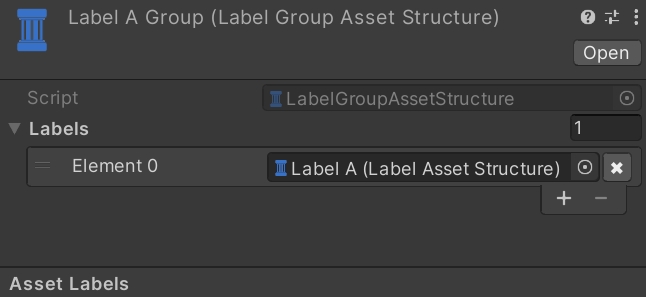 Label A Group (Label Group Asset Structure)
Open
Script LabelGroupAssetStructure
Labels 1
Element 0 Label A (Label Asset Structure)
Asset Labels